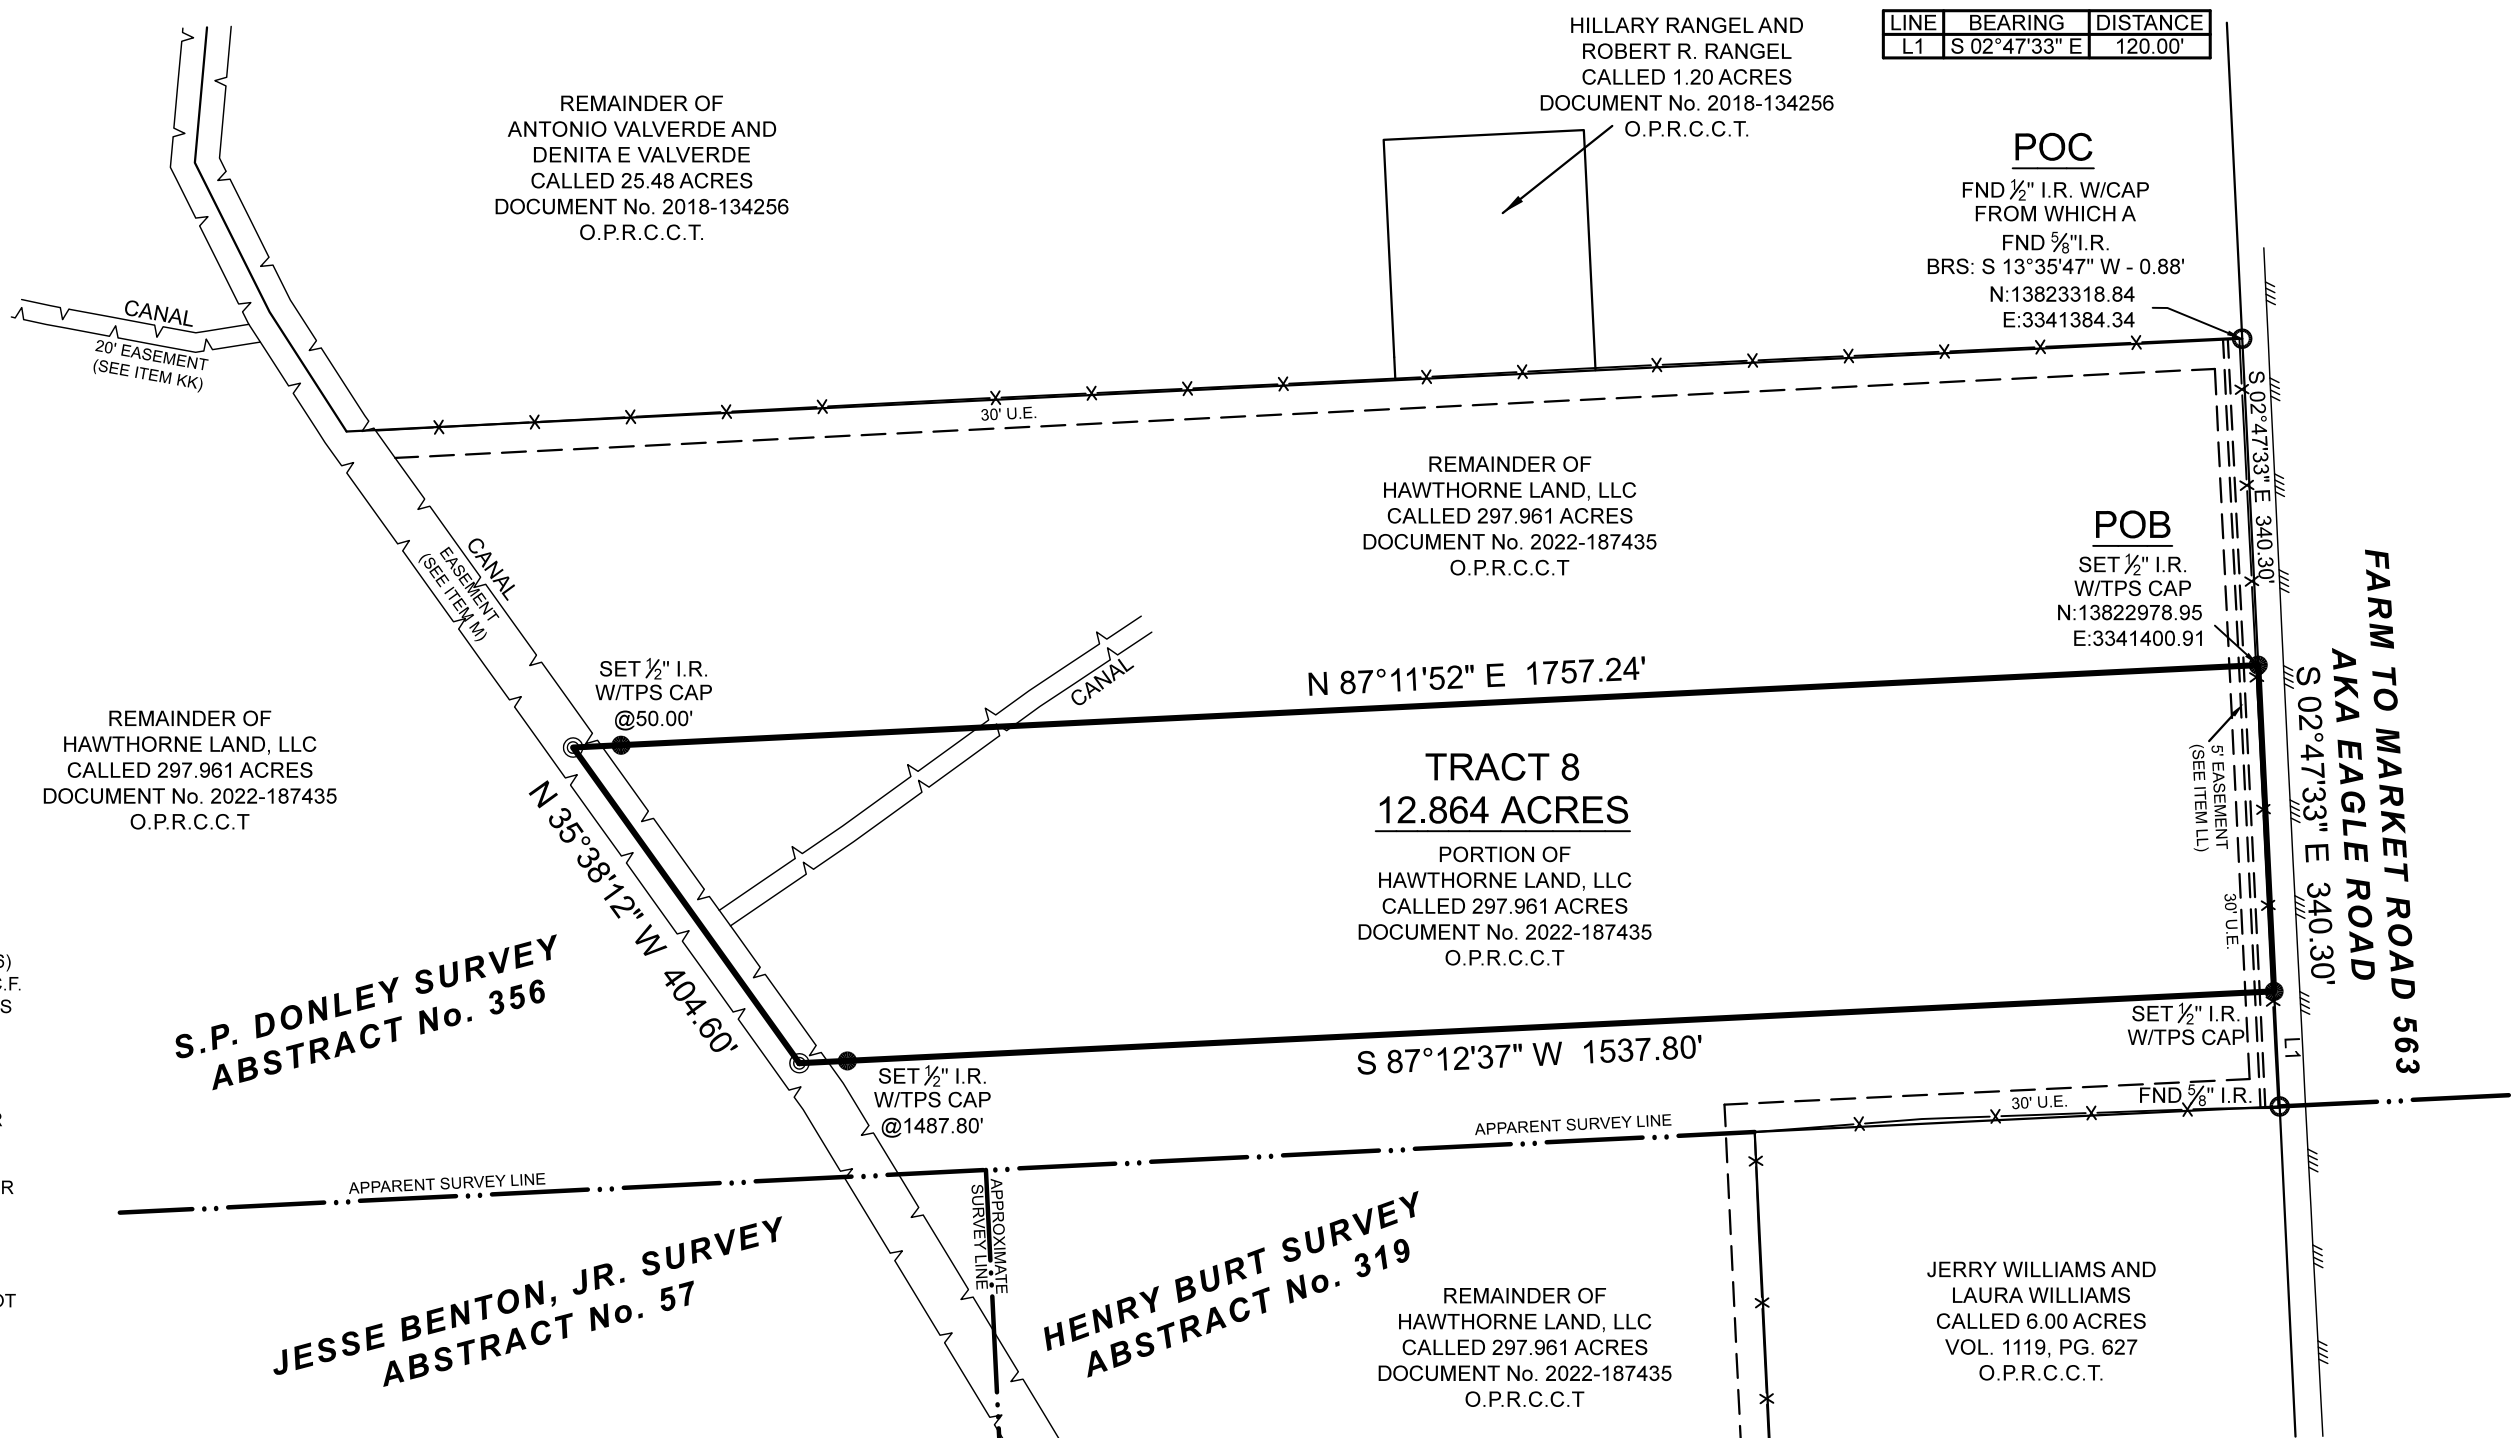 LINE BEARING DISTANCE
L1 S 02°47'33" E 120.00'
HILLARY RANGEL AND
ROBERT R. RANGEL
CALLED 1.20 ACRES
DOCUMENT No. 2018-134256
O.P.R.C.C.T.
REMAINDER OF
ANTONIO VALVERDE AND
DENITA E VALVERDE
CALLED 25.48 ACRES
DOCUMENT No. 2018-134256
O.P.R.C.C.T.
POC
FND ½" I.R. W/CAP
FROM WHICH A
FND ⅝"I.R.
BRS: S 13°35'47" W - 0.88'
N:13823318.84
E:3341384.34
CANAL
20' EASEMENT
(SEE ITEM KK)
30' U.E.
S 02°47'33" E 340.30'
REMAINDER OF
HAWTHORNE LAND, LLC
CALLED 297.961 ACRES
DOCUMENT No. 2022-187435
O.P.R.C.C.T
CANAL
EASEMENT
(SEE ITEM M)
POB
SET ½" I.R.
W/TPS CAP
N:13822978.95
E:3341400.91
FARM TO MARKET ROAD 563
AKA EAGLE ROAD
S 02°47'33" E 340.30'
SET ½" I.R.
W/TPS CAP
@50.00'
CANAL
N 87°11'52" E 1757.24'
REMAINDER OF
HAWTHORNE LAND, LLC
CALLED 297.961 ACRES
DOCUMENT No. 2022-187435
O.P.R.C.C.T
N 35°38'12" W 404.60'
TRACT 8
12.864 ACRES
PORTION OF
HAWTHORNE LAND, LLC
CALLED 297.961 ACRES
DOCUMENT No. 2022-187435
O.P.R.C.C.T
5' EASEMENT
(SEE ITEM LL)
30' U.E.
6)
C.F.
S
R
R
OT
S.P. DONLEY SURVEY
ABSTRACT No. 356
S 87°12'37" W 1537.80'
SET ½" I.R.
W/TPS CAP
@1487.80'
SET ½" I.R.
W/TPS CAP
L1
FND ⅝" I.R.
30' U.E.
APPARENT SURVEY LINE
APPARENT SURVEY LINE
APPROXIMATE
SURVEY LINE
JESSE BENTON, JR. SURVEY
ABSTRACT No. 57
HENRY BURT SURVEY
ABSTRACT No. 319
REMAINDER OF
HAWTHORNE LAND, LLC
CALLED 297.961 ACRES
DOCUMENT No. 2022-187435
O.P.R.C.C.T
JERRY WILLIAMS AND
LAURA WILLIAMS
CALLED 6.00 ACRES
VOL. 1119, PG. 627
O.P.R.C.C.T.